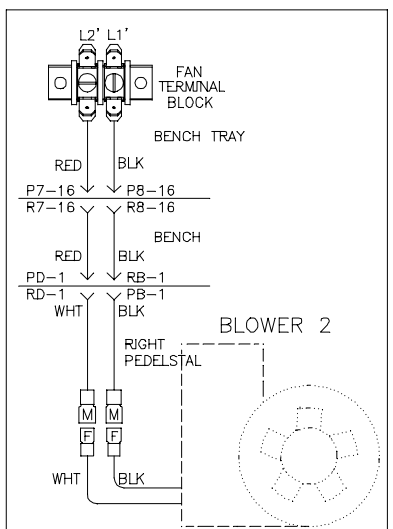 L2' L1'
FAN
TERMINAL
BLOCK
BENCH TRAY
RED BLK
P7-16 P8-16
R7-16 R8-16
BENCH
RED BLK
PD-1 RB-1
RD-1 PB-1
WHT BLK
BLOWER 2
RIGHT
PEDELSTAL
M M
F F
WHT BLK